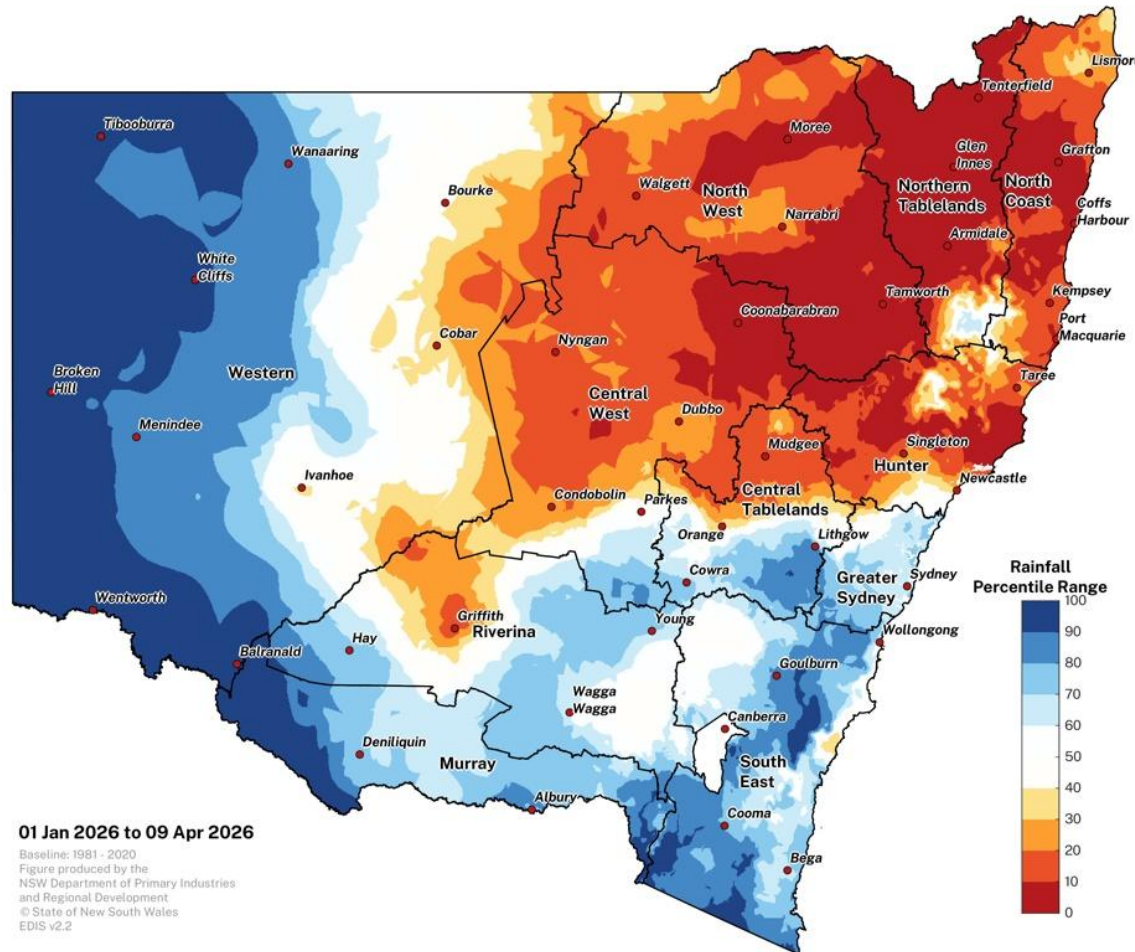 Tibooburra
Wanaaring
Bourke
White
Cliffs
Broken
Hill
Menindee
Western
Cobar
Ivanhoe
Wentworth
Balranald
Moree
Walgett
North
West
Narrabri
Tenterfield
Glen
Innes
Northern
Tablelands
Armidale
Lismore
North
Coast
Grafton
Coffs
Harbour
Kempsey
Port
Macquarie
Tamworth
Coonabarabran
Nyngan
Central
West
Dubbo
Taree
Mudgee
Singleton
Hunter
Newcastle
Condobolin
Parkes
Central
Tablelands
Orange
Lithgow
Cowra
Greater
Sydney
Sydney
Griffith
Riverina
Hay
Young
Wollongong
Goulburn
Wagga
Wagga
Canberra
Deniliquin
Murray
South
East
Albury
Cooma
Bega
Rainfall
Percentile Range
100
90
80
70
60
50
40
30
20
10
0
01 Jan 2026 to 09 Apr 2026
Baseline: 1981 - 2020
Figure produced by the
NSW Department of Primary Industries
and Regional Development
© State of New South Wales
EDIS v2.2